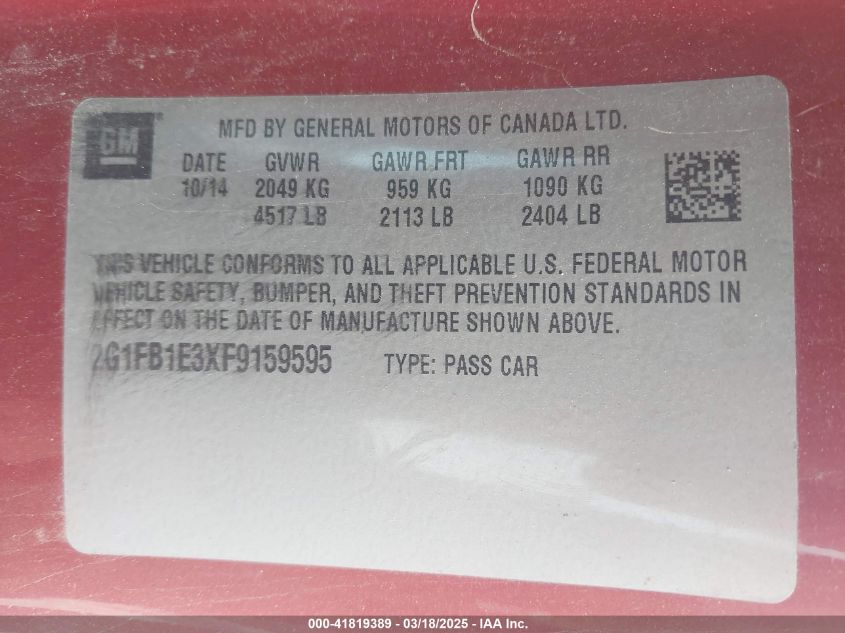 GM
MFD BY GENERAL MOTORS OF CANADA LTD.
DATE GVWR GAWR FRT GAWR RR
10/14 2049 KG 959 KG 1090 KG
4517 LB 2113 LB 2404 LB
THIS VEHICLE CONFORMS TO ALL APPLICABLE U.S. FEDERAL MOTOR
VEHICLE SAFETY, BUMPER, AND THEFT PREVENTION STANDARDS IN
EFFECT ON THE DATE OF MANUFACTURE SHOWN ABOVE.
2G1FB1E3XF9159595 TYPE: PASS CAR
000-41819389 - 03/18/2025 - IAA Inc.